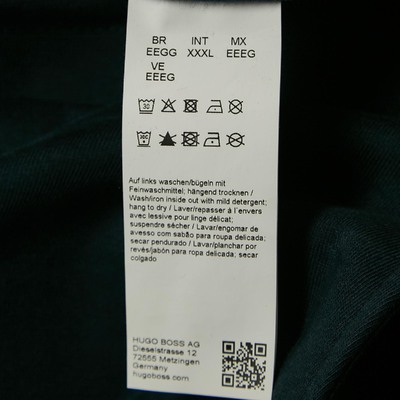 BR INT MX
EEGG XXXL EEEG
VE
EEEG
30
30C
Auf links waschen/bügeln mit
Feinwaschmittel; hängend trocknen /
Wash/iron inside out with mild detergent;
hang to dry / Laver/repasser à l´envers
avec lessive pour linge délicat;
suspendre sécher / Lavar/engomar de
avesso com sabão para roupa delicada;
secar pendurado / Lavar/planchar por
revés/jabón para ropa delicada; secar
colgado
HUGO BOSS AG
Dieselstrasse 12
72555 Metzingen
Germany
hugoboss.com